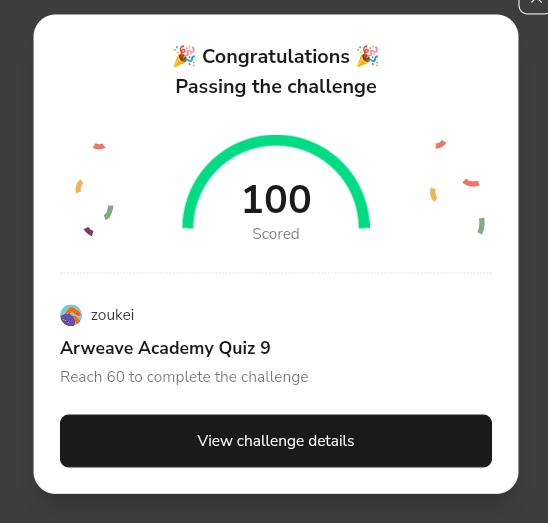 🎉 Congratulations 🎉
Passing the challenge
100
Scored
zoukei
Arweave Academy Quiz 9
Reach 60 to complete the challenge
View challenge details